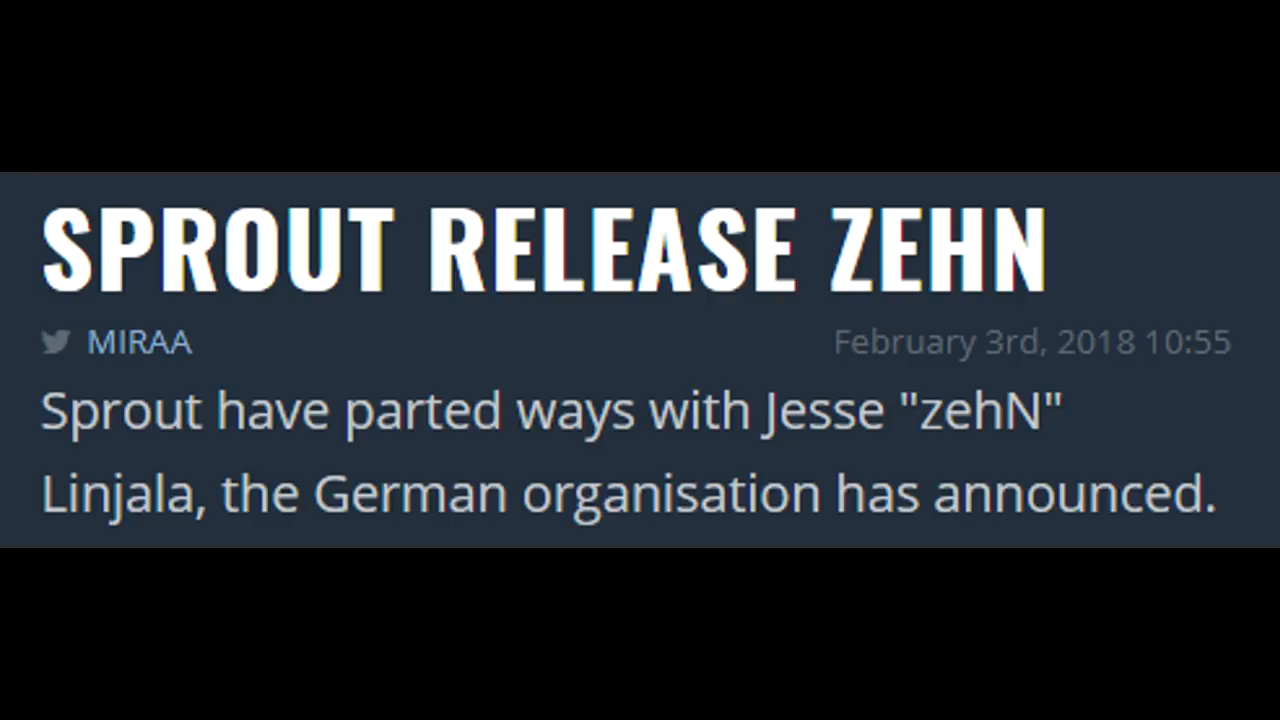 SPROUT RELEASE ZEHN
MIRAA February 3rd, 2018 10:55
Sprout have parted ways with Jesse "zehN"
Linjala, the German organisation has announced.